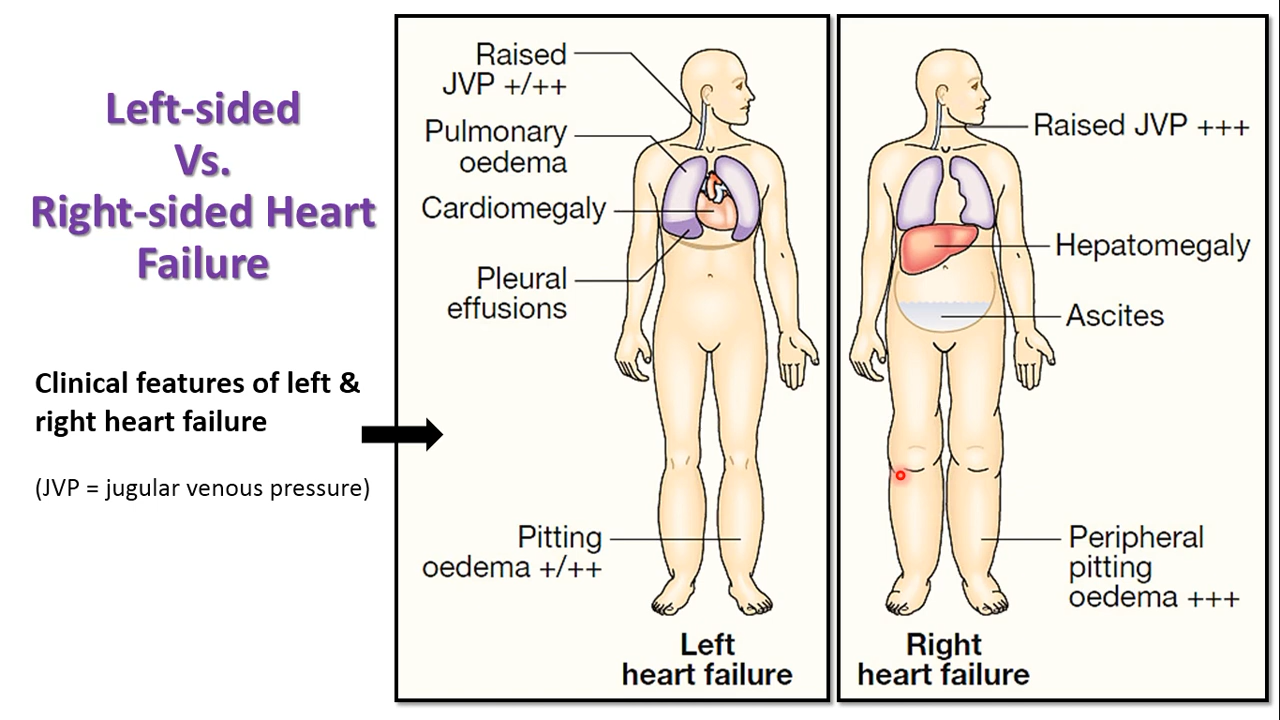 Left-sided
Vs.
Right-sided Heart
Failure
Clinical features of left &
right heart failure
(JVP = jugular venous pressure)
Raised
JVP +/++
Pulmonary
oedema
Cardiomegaly
Pleural
effusions
Pitting
oedema +/++
Left
heart failure
Raised JVP +++
Hepatomegaly
Ascites
Peripheral
pitting
oedema +++
Right
heart failure